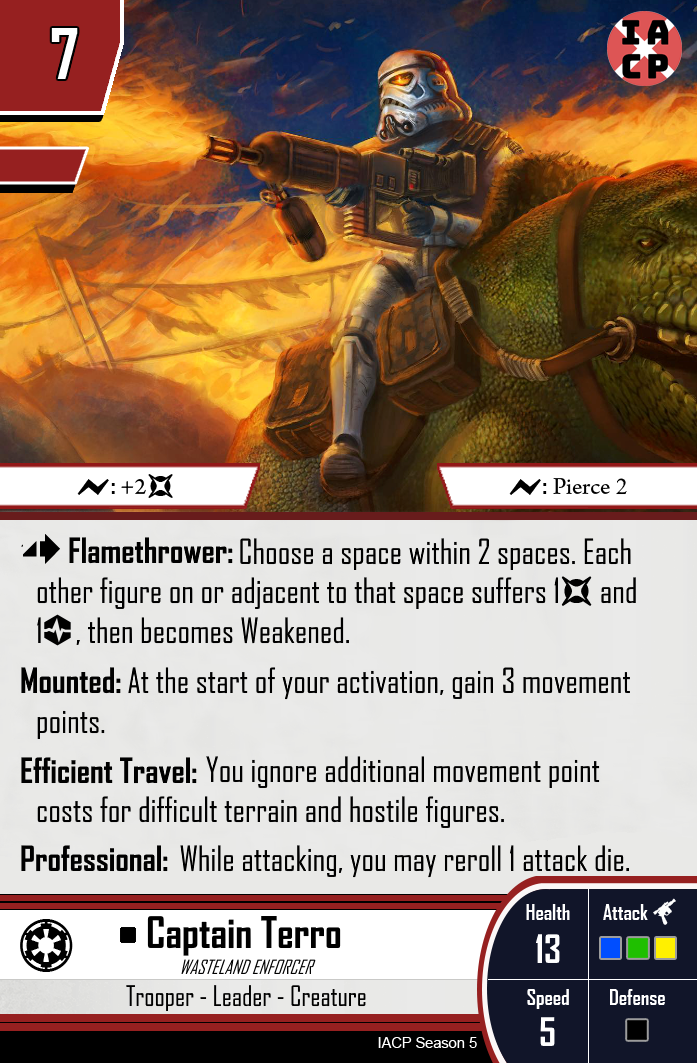 7
IA
CP
: +2
: Pierce 2
Flamethrower: Choose a space within 2 spaces. Each
other figure on or adjacent to that space suffers 1 and
1, then becomes Weakened.
Mounted: At the start of your activation, gain 3 movement
points.
Efficient Travel: You ignore additional movement point
costs for difficult terrain and hostile figures.
Professional: While attacking, you may reroll 1 attack die.
Captain Terro
WASTELAND ENFORCER
Trooper - Leader - Creature
Health
13
Attack
Speed
5
Defense
IACP Season 5